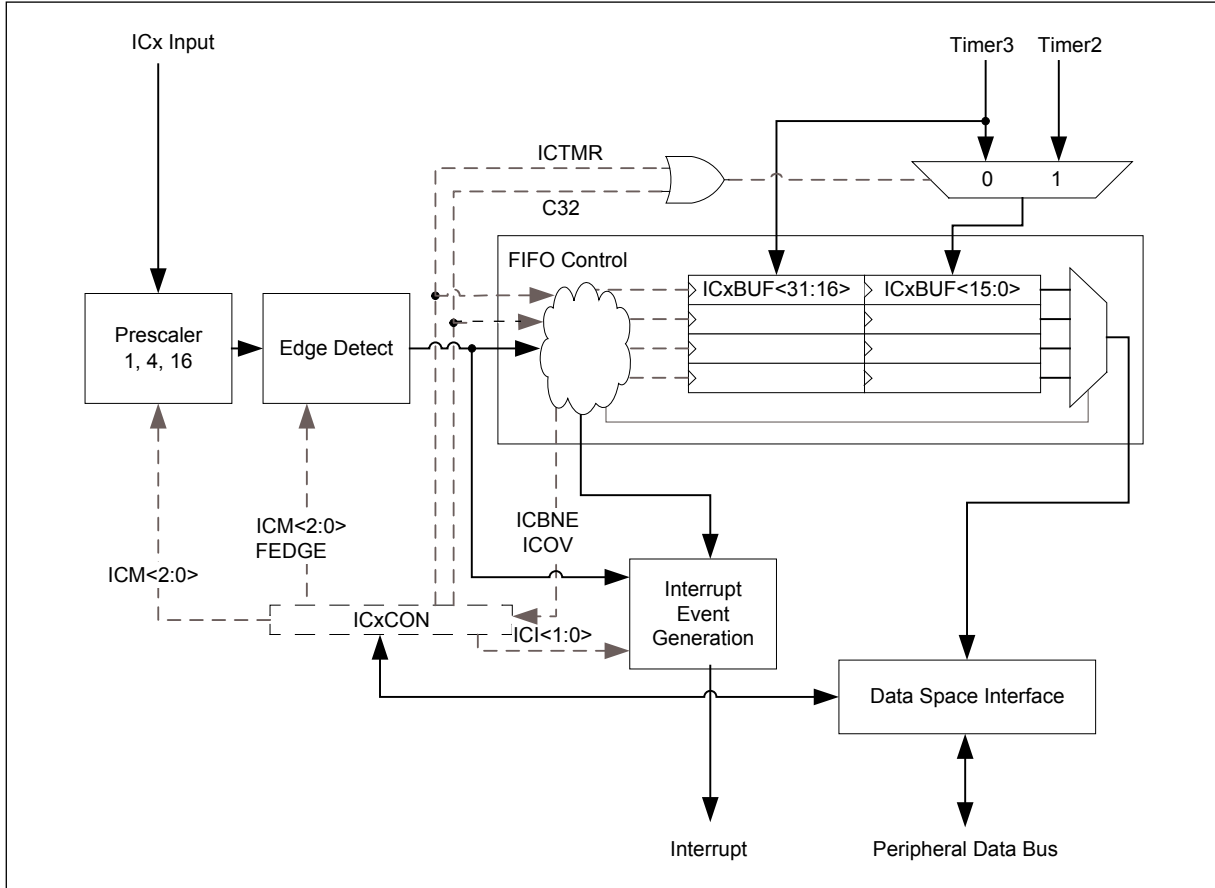 ICx Input
Timer3
Timer2
ICTMR
0
1
C32
FIFO Control
ICxBUF<31:16>
ICxBUF<15:0>
Prescaler
1, 4, 16
Edge Detect
ICBNE
ICOV
ICM<2:0>
FEDGE
ICM<2:0>
Interrupt
Event
Generation
ICxCON
ICI<1:0>
Data Space Interface
Interrupt
Peripheral Data Bus